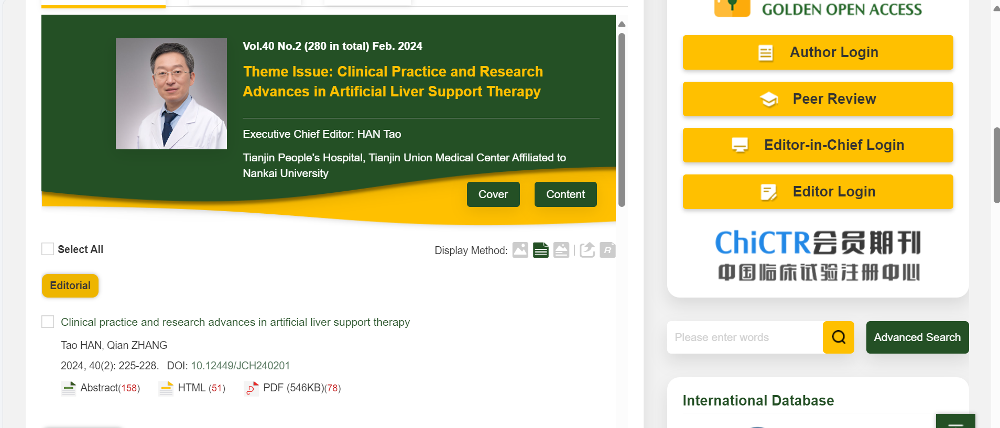 Vol.40 No.2 (280 in total) Feb. 2024
Theme Issue: Clinical Practice and Research
Advances in Artificial Liver Support Therapy
Executive Chief Editor: HAN Tao
Tianjin People's Hospital, Tianjin Union Medical Center Affiliated to
Nankai University
Cover
Content
Select All
Display Method:
R
Editorial
Clinical practice and research advances in artificial liver support therapy
Tao HAN, Qian ZHANG
2024, 40(2): 225-228. DOI: 10.12449/JCH240201
Abstract(158) HTML (51) PDF (546KB)(78)
GOLDEN OPEN ACCESS
Author Login
Peer Review
Editor-in-Chief Login
Editor Login
ChiCTR会员期刊
中国临床试验注册中心
Please enter words
Advanced Search
International Database